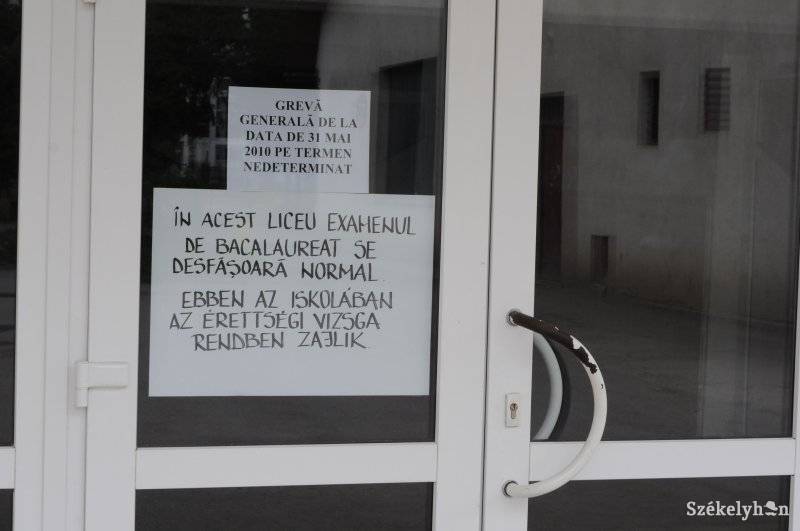 GREVĂ
GENERALĂ DE LA
DATA DE 31 MAI
2010 PE TERMEN
NEDETERMINAT
ÎN ACEST LICEU EXAMENUL
DE BACALAUREAT SE
DESFĂȘOARĂ NORMAL.
EBBEN AZ ISKOLÁBAN
AZ ÉRETTSÉGI VIZSGA
RENDBEN ZAJLIK.
Székelyhon